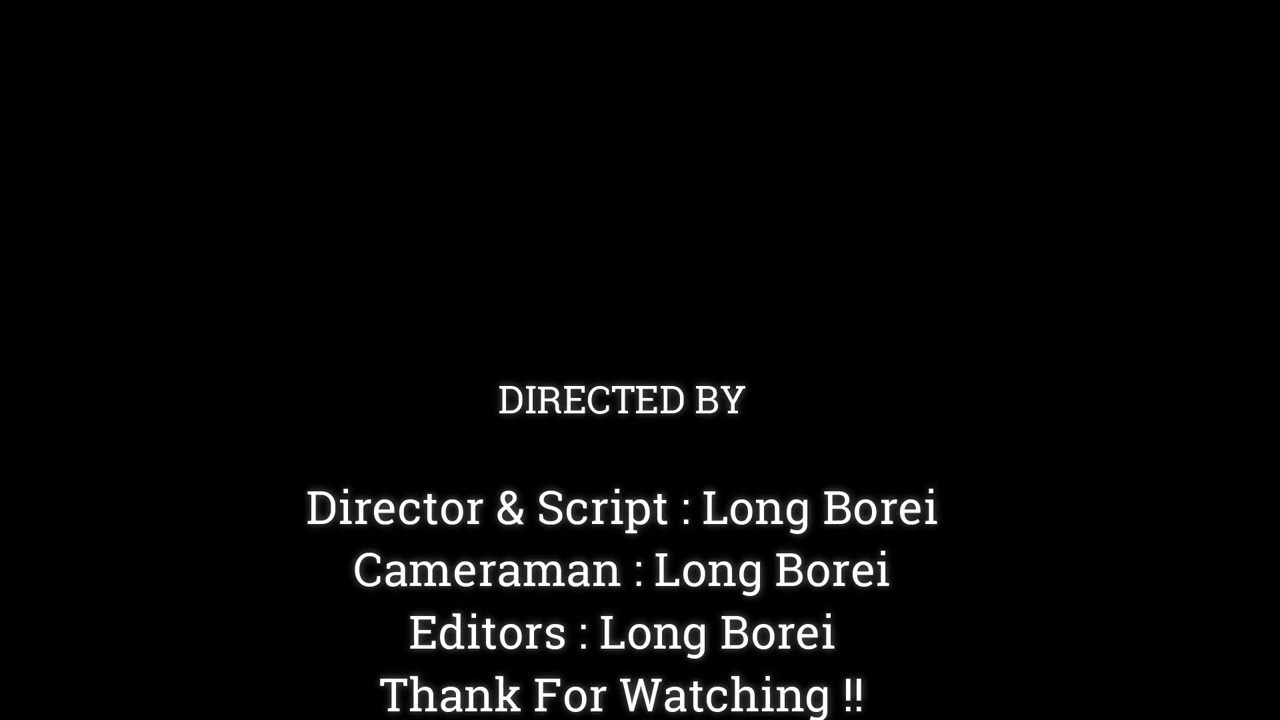 DIRECTED BY
Director & Script : Long Borei
Cameraman : Long Borei
Editors : Long Borei
Thank For Watching !!